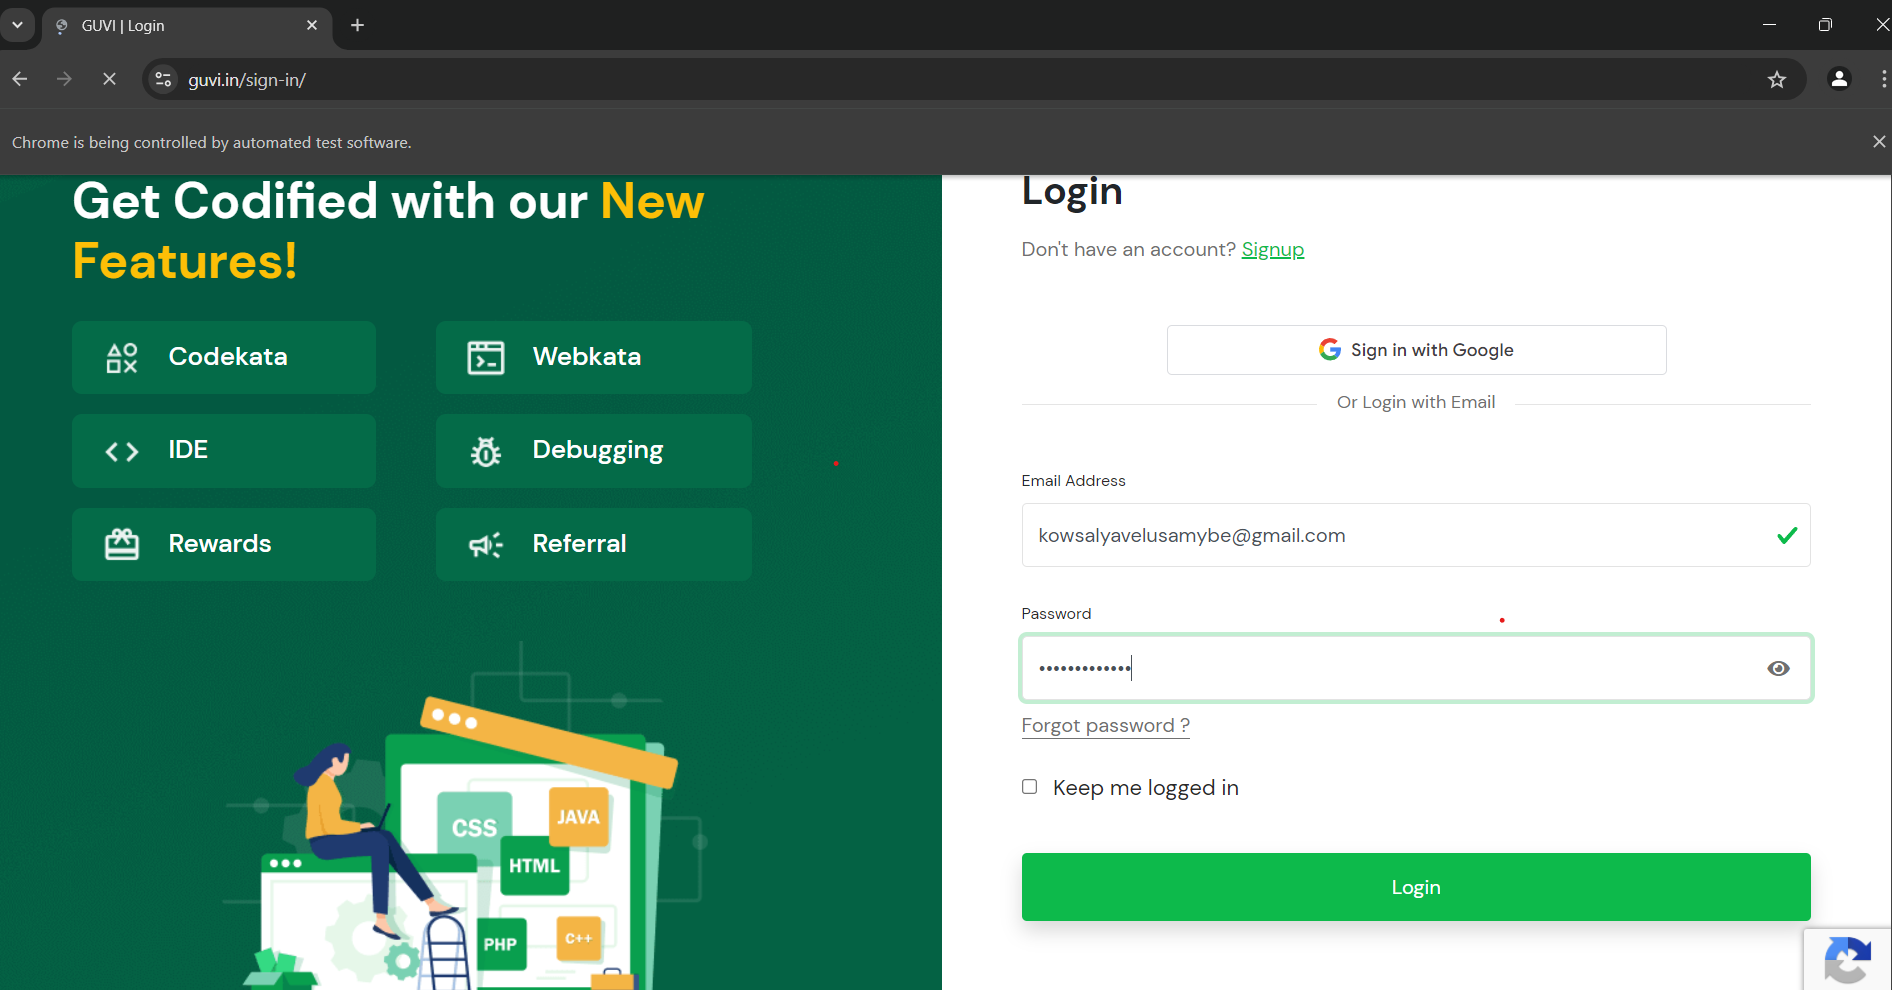 GUVI | Login
guvi.in/sign-in/
Chrome is being controlled by automated test software.
Get Codified with our New
Features!
Codekata
Webkata
IDE
Debugging
Rewards
Referral
CSS
JAVA
HTML
PHP
C++
Login
Don't have an account? Signup
Sign in with Google
Or Login with Email
Email Address
kowsalyavelusamybe@gmail.com
Password
•••••••••••••
Forgot password ?
Keep me logged in
Login